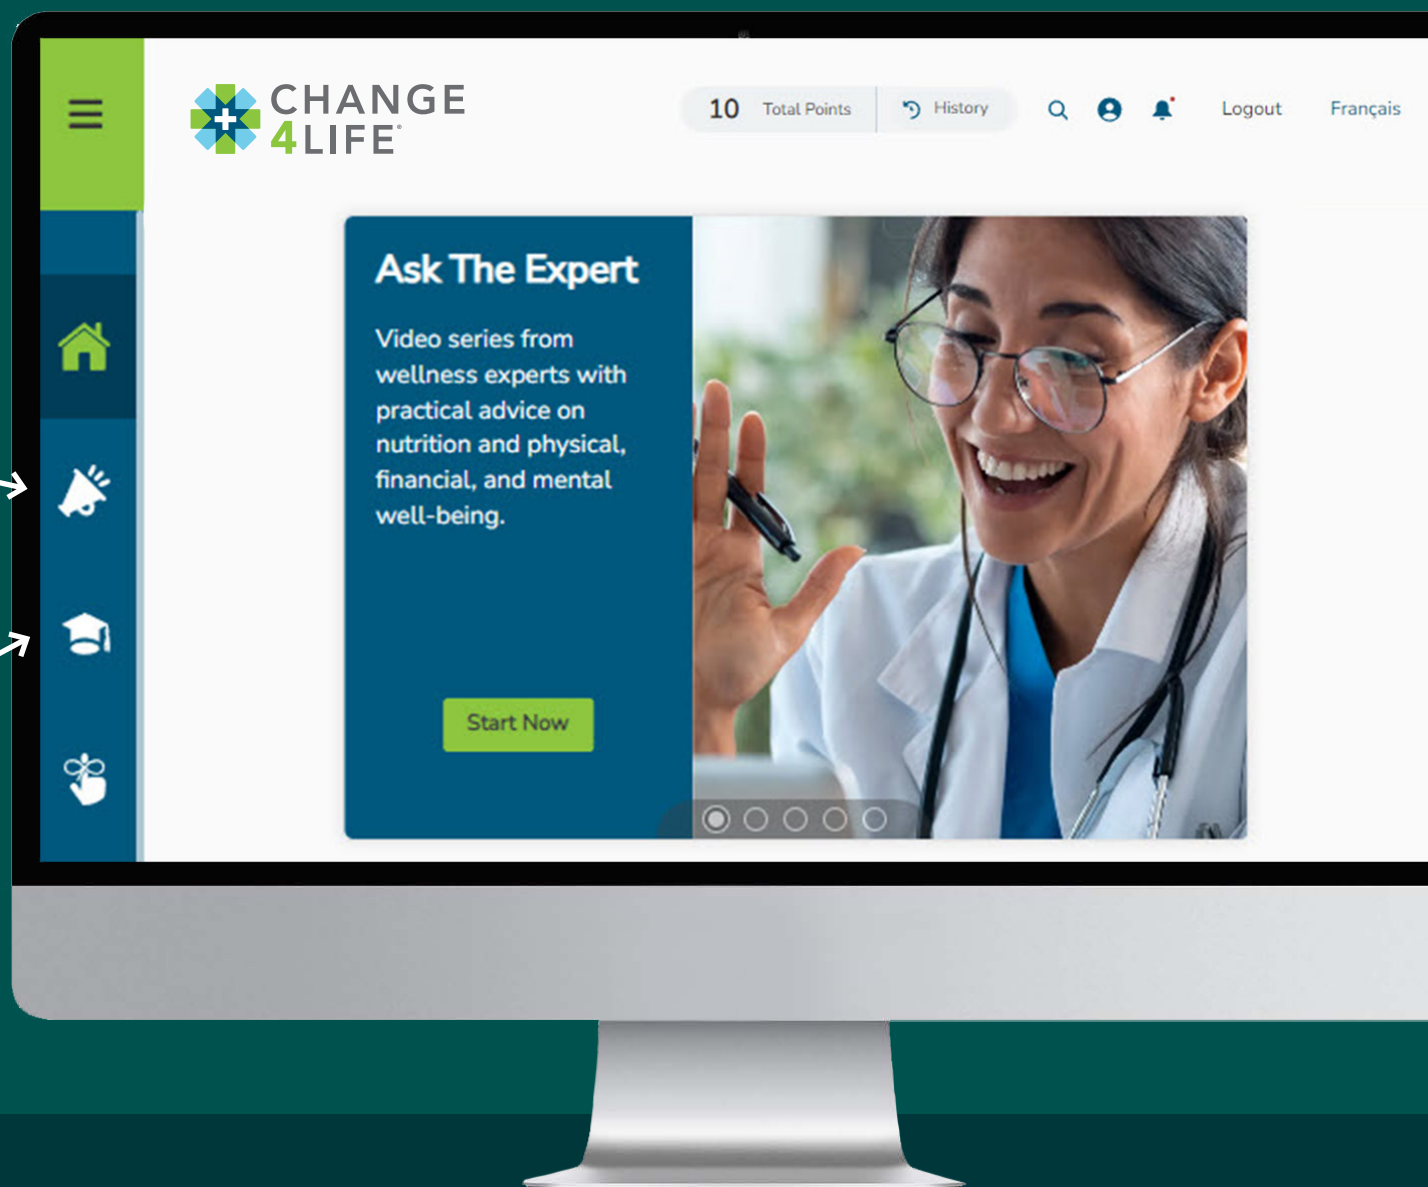 CHANGE
4LIFE®
10 Total Points
History
Logout
Français
Ask The Expert
Video series from
wellness experts with
practical advice on
nutrition and physical,
financial, and mental
well-being.
Start Now